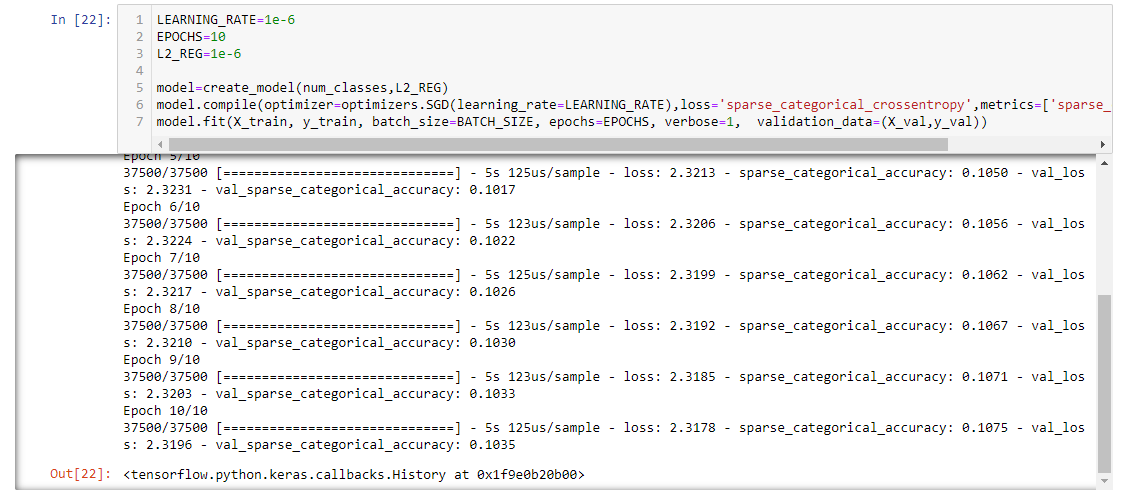 In [22]:
1 LEARNING_RATE=1e-6
2 EPOCHS=10
3 L2_REG=1e-6
4
5 model=create_model(num_classes,L2_REG)
6 model.compile(optimizer=optimizers.SGD(learning_rate=LEARNING_RATE),loss='sparse_categorical_crossentropy',metrics=['sparse_
7 model.fit(X_train, y_train, batch_size=BATCH_SIZE, epochs=EPOCHS, verbose=1,  validation_data=(X_val,y_val))
Epoch 5/10
37500/37500 [==============================] - 5s 125us/sample - loss: 2.3213 - sparse_categorical_accuracy: 0.1050 - val_los
s: 2.3231 - val_sparse_categorical_accuracy: 0.1017
Epoch 6/10
37500/37500 [==============================] - 5s 123us/sample - loss: 2.3206 - sparse_categorical_accuracy: 0.1056 - val_los
s: 2.3224 - val_sparse_categorical_accuracy: 0.1022
Epoch 7/10
37500/37500 [==============================] - 5s 125us/sample - loss: 2.3199 - sparse_categorical_accuracy: 0.1062 - val_los
s: 2.3217 - val_sparse_categorical_accuracy: 0.1026
Epoch 8/10
37500/37500 [==============================] - 5s 123us/sample - loss: 2.3192 - sparse_categorical_accuracy: 0.1067 - val_los
s: 2.3210 - val_sparse_categorical_accuracy: 0.1030
Epoch 9/10
37500/37500 [==============================] - 5s 123us/sample - loss: 2.3185 - sparse_categorical_accuracy: 0.1071 - val_los
s: 2.3203 - val_sparse_categorical_accuracy: 0.1033
Epoch 10/10
37500/37500 [==============================] - 5s 125us/sample - loss: 2.3178 - sparse_categorical_accuracy: 0.1075 - val_los
s: 2.3196 - val_sparse_categorical_accuracy: 0.1035
Out[22]: <tensorflow.python.keras.callbacks.History at 0x1f9e0b20b00>